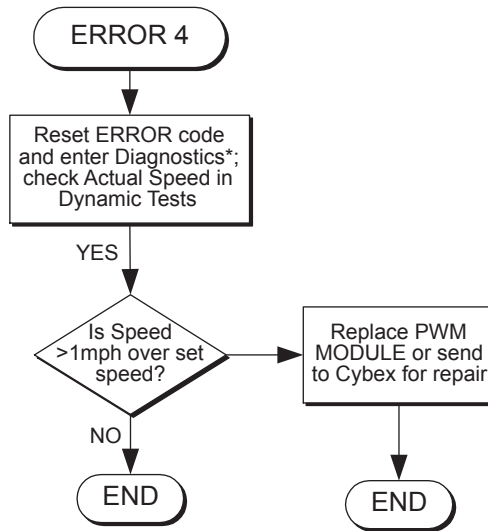 ERROR 4
Reset ERROR code
and enter Diagnostics*;
check Actual Speed in
Dynamic Tests
YES
Is Speed
>1mph over set
speed?
Replace PWM
MODULE or send
to Cybex for repair
NO
END
END